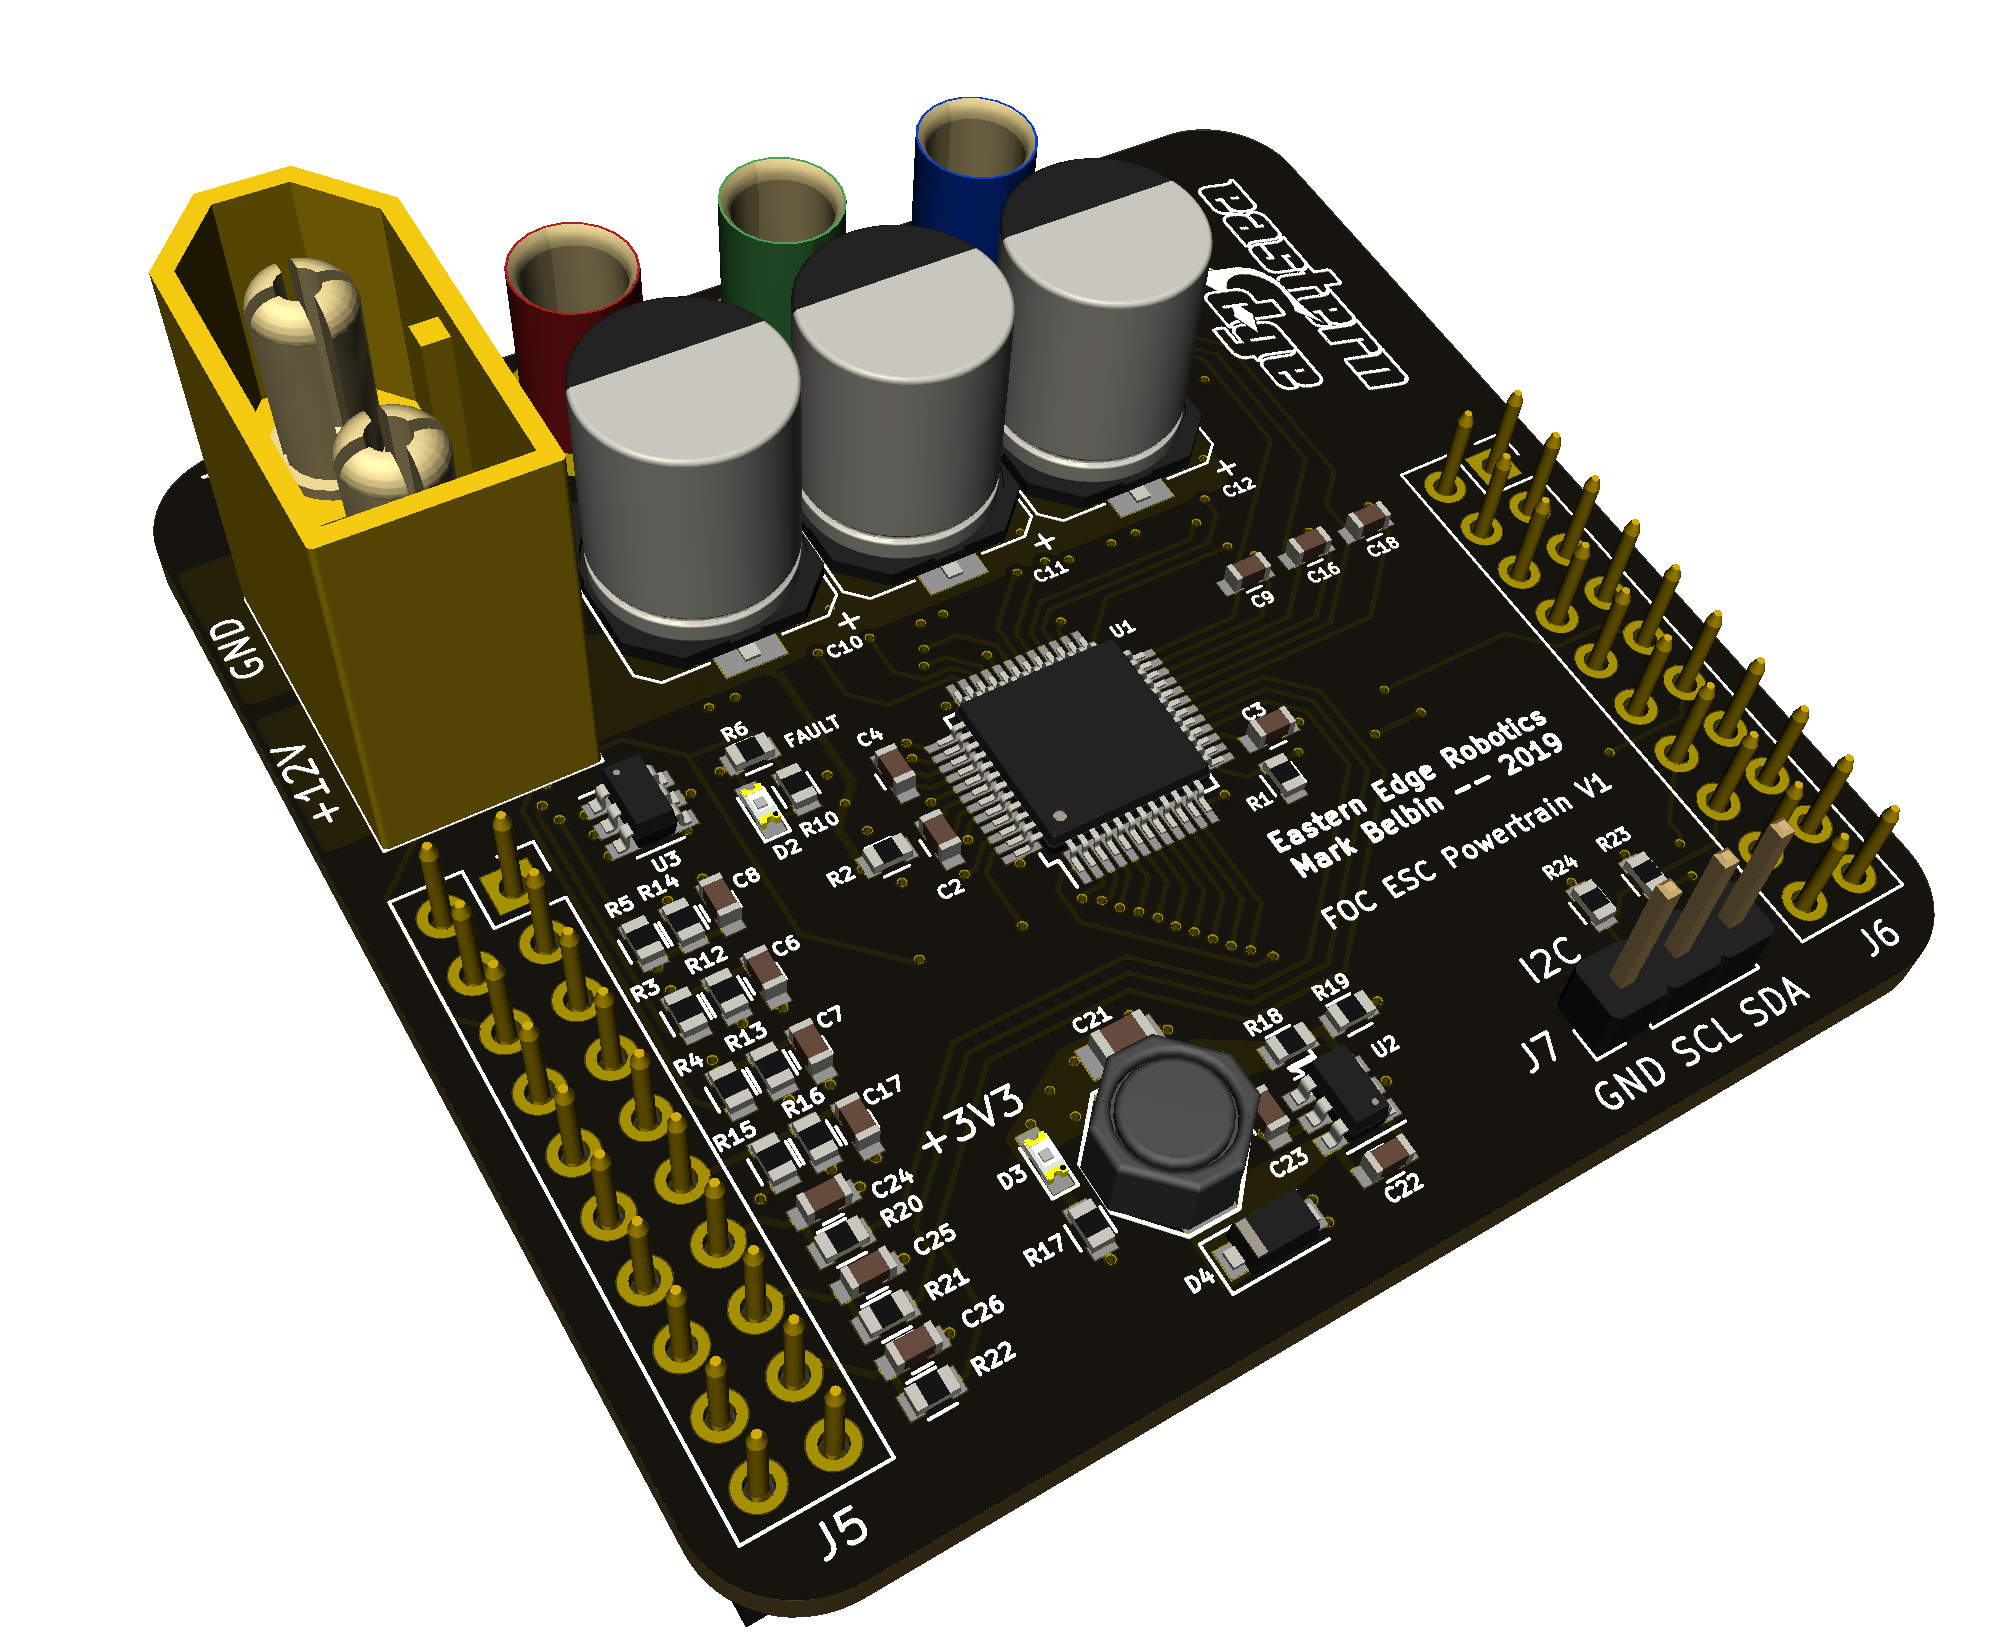 eastern
edge
GND
+12V
+
C10
+
C11
+
C12
C9
C16
C18
U1
R6
FAULT
C4
C3
R1
R10
D2
U3
R2
C2
Eastern Edge Robotics
Mark Belbin -- 2019
FOC ESC Powertrain V1
R5
R14
C8
R3
R12
C6
R4
R13
C7
R15
R16
C17
C24
R20
C25
R21
C26
R22
J5
+3V3
D3
R17
C21
R18
R19
U2
C23
C22
D4
R24
R23
I2C
J7
GND SCL SDA
J6